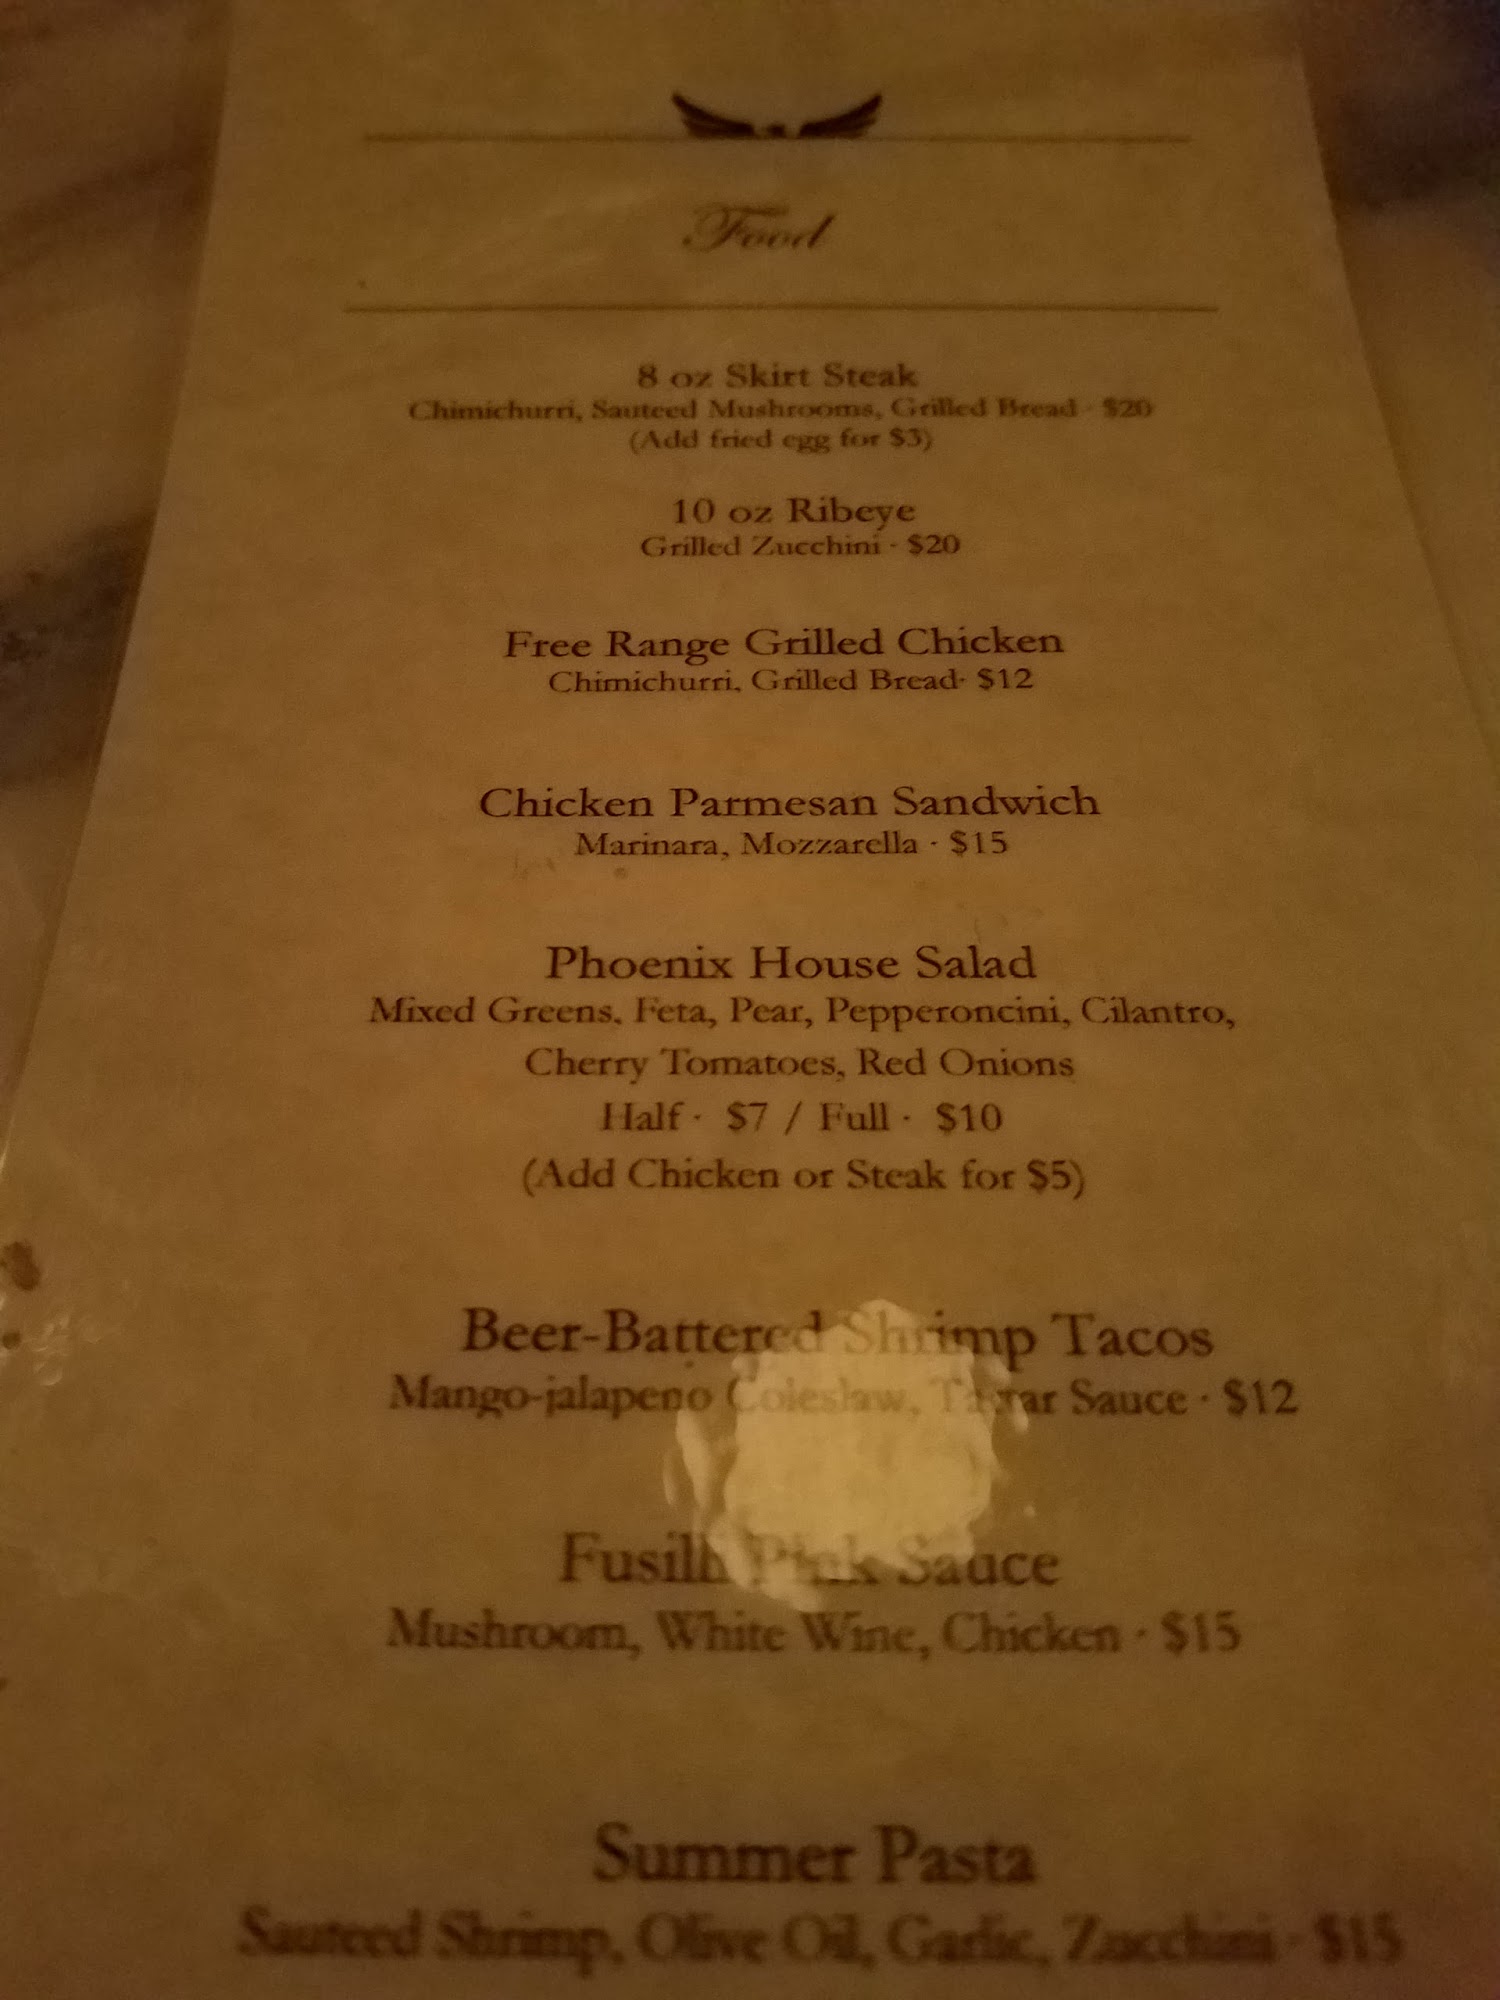 Food
8 oz Skirt Steak
Chimichurri, Sauteed Mushrooms, Grilled Bread · $20
(Add fried egg for $3)
10 oz Ribeye
Grilled Zucchini · $20
Free Range Grilled Chicken
Chimichurri, Grilled Bread· $12
Chicken Parmesan Sandwich
Marinara, Mozzarella · $15
Phoenix House Salad
Mixed Greens, Feta, Pear, Pepperoncini, Cilantro,
Cherry Tomatoes, Red Onions
Half · $7 / Full · $10
(Add Chicken or Steak for $5)
Beer-Battered Shrimp Tacos
Mango-jalapeno Coleslaw, Tartar Sauce · $12
Fusilli Pink Sauce
Mushroom, White Wine, Chicken · $15
Summer Pasta
Sauteed Shrimp, Olive Oil, Garlic, Zucchini · $15